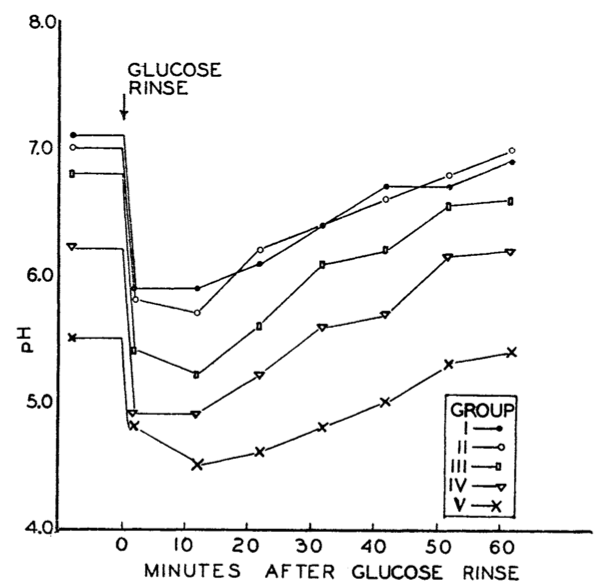 8.0
GLUCOSE
RINSE
7.0
6.0
pH
5.0
GROUP
I
II
III
IV
V
4.0
0 10 20 30 40 50 60
MINUTES AFTER GLUCOSE RINSE